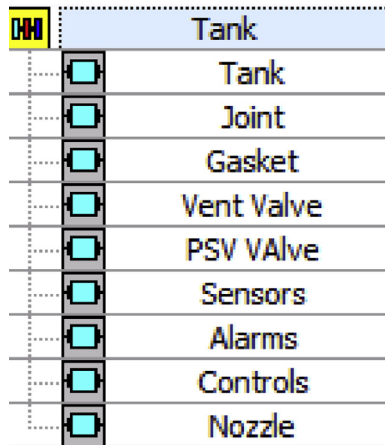 Tank
Tank
Joint
Gasket
Vent Valve
PSV VAlve
Sensors
Alarms
Controls
Nozzle